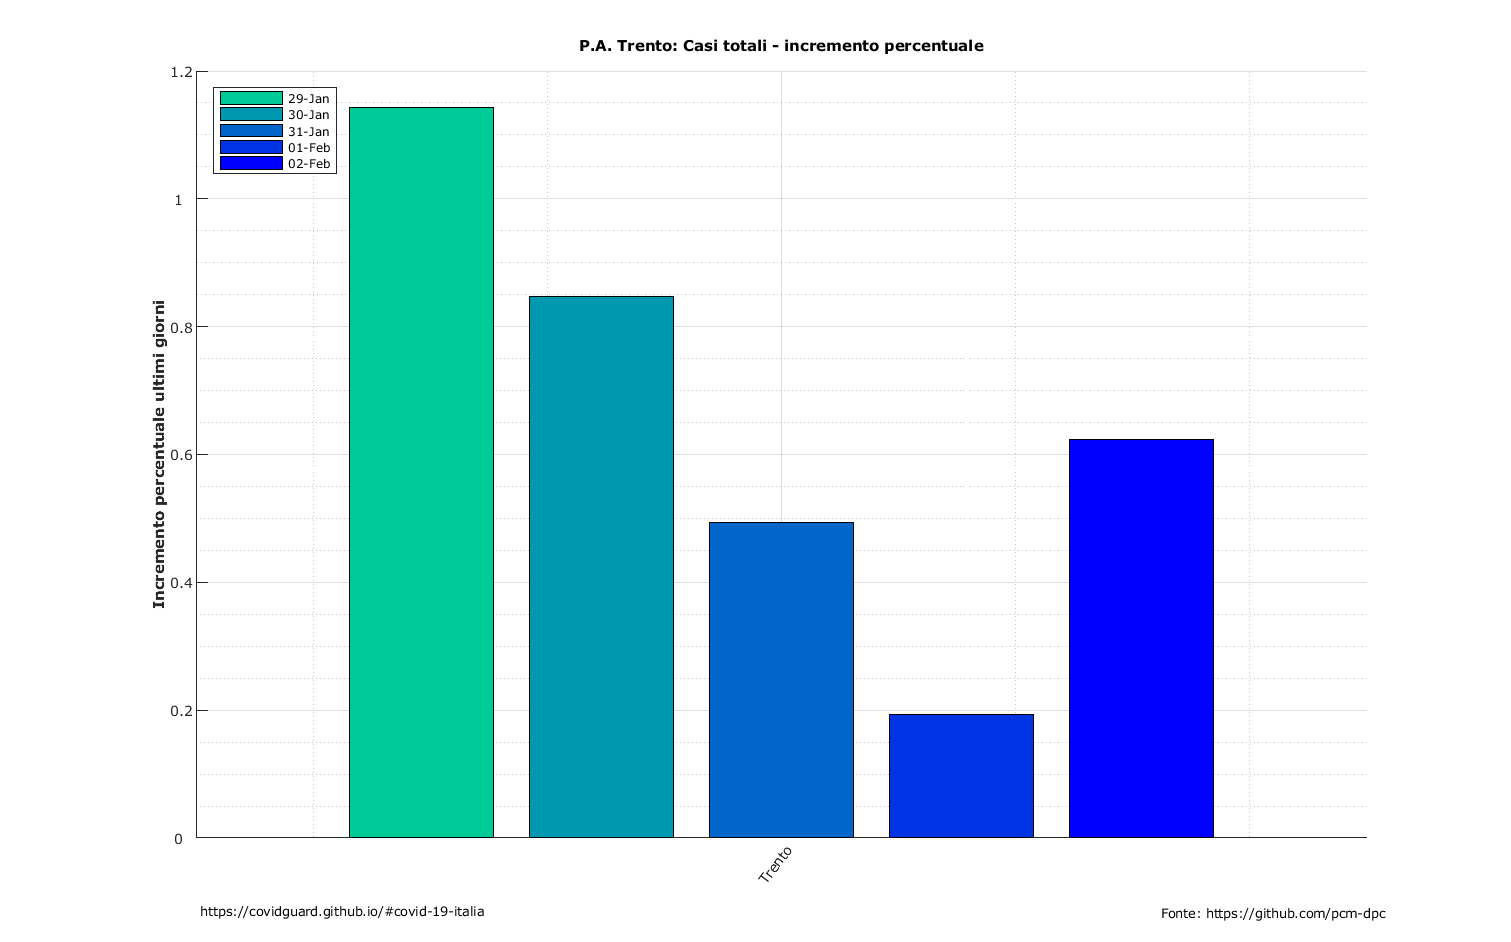 P.A. Trento: Casi totali - incremento percentuale
1.2
1
0.8
0.6
0.4
0.2
0
Incremento percentuale ultimi giorni
29-Jan
30-Jan
31-Jan
01-Feb
02-Feb
Trento
https://covidguard.github.io/#covid-19-italia
Fonte: https://github.com/pcm-dpc